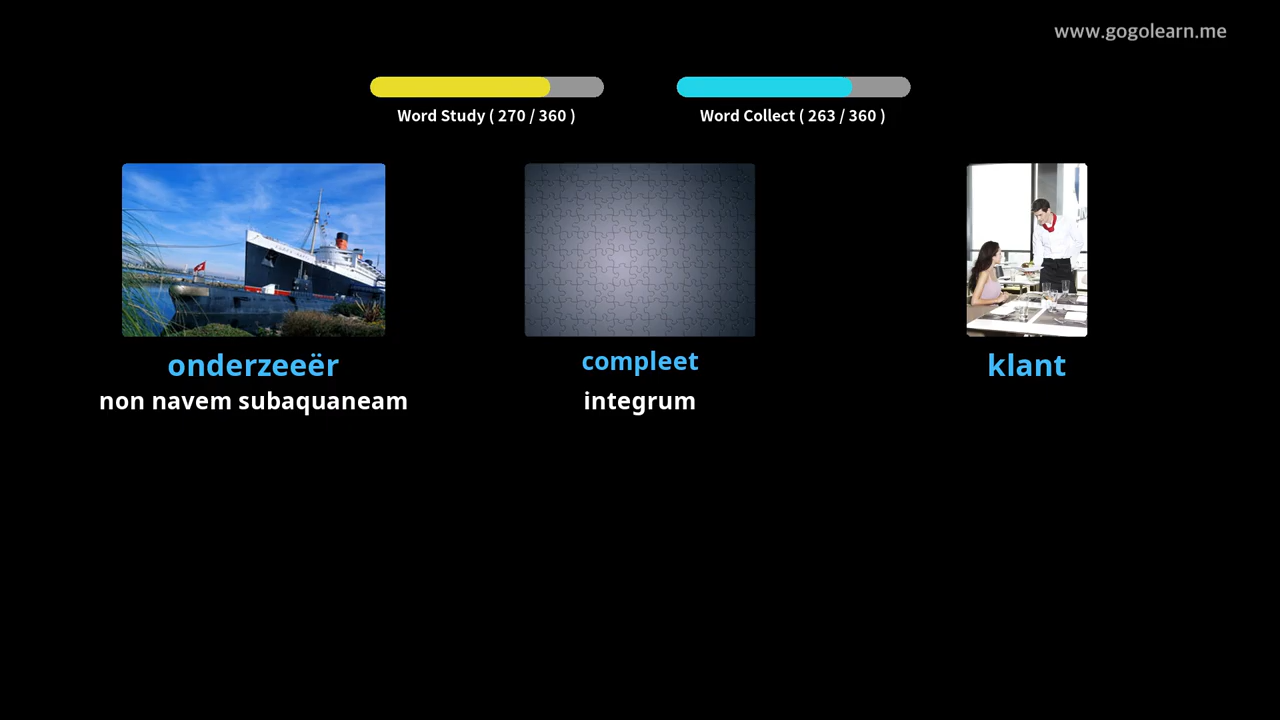 www.gogolearn.me
Word Study ( 270 / 360 )
Word Collect ( 263 / 360 )
onderzeeër
compleet
klant
non navem subaquaneam
integrum